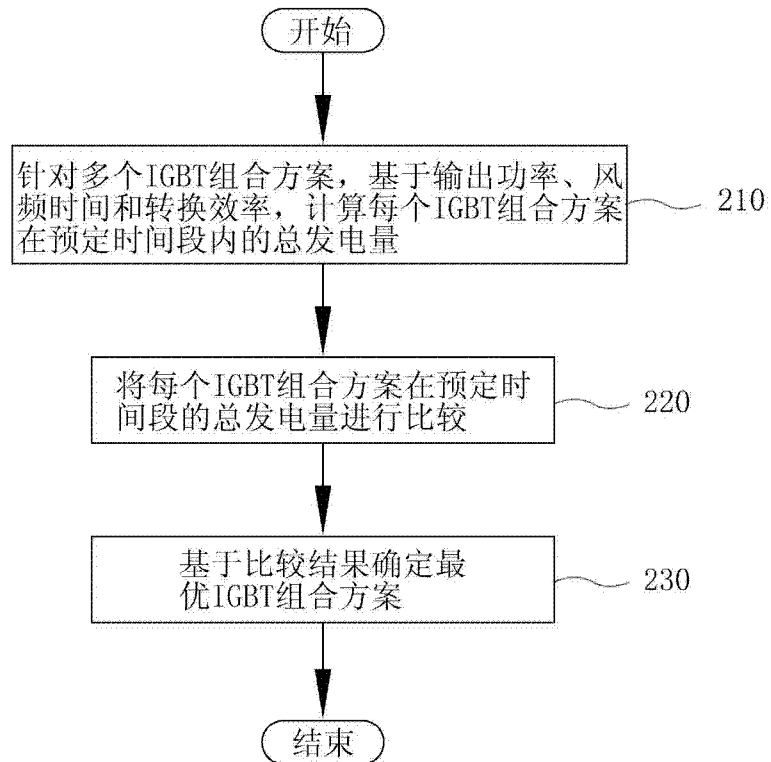 开始
针对多个IGBT组合方案，基于输出功率、风
频时间和转换效率，计算每个IGBT组合方案
在预定时间段内的总发电量
210
将每个IGBT组合方案在预定时
间段的总发电量进行比较
220
基于比较结果确定最
优IGBT组合方案
230
结束